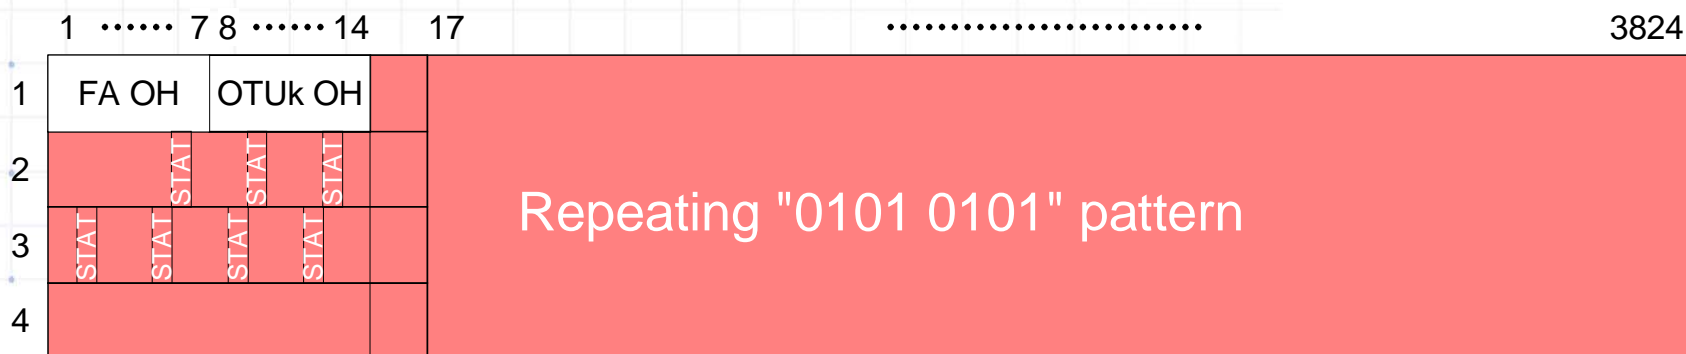 1 ...... 7 8 ...... 14 17 ......................... 3824
1 FA OH OTUk OH
2 STAT STAT STAT
Repeating "0101 0101" pattern
3 STAT STAT STAT STAT
4